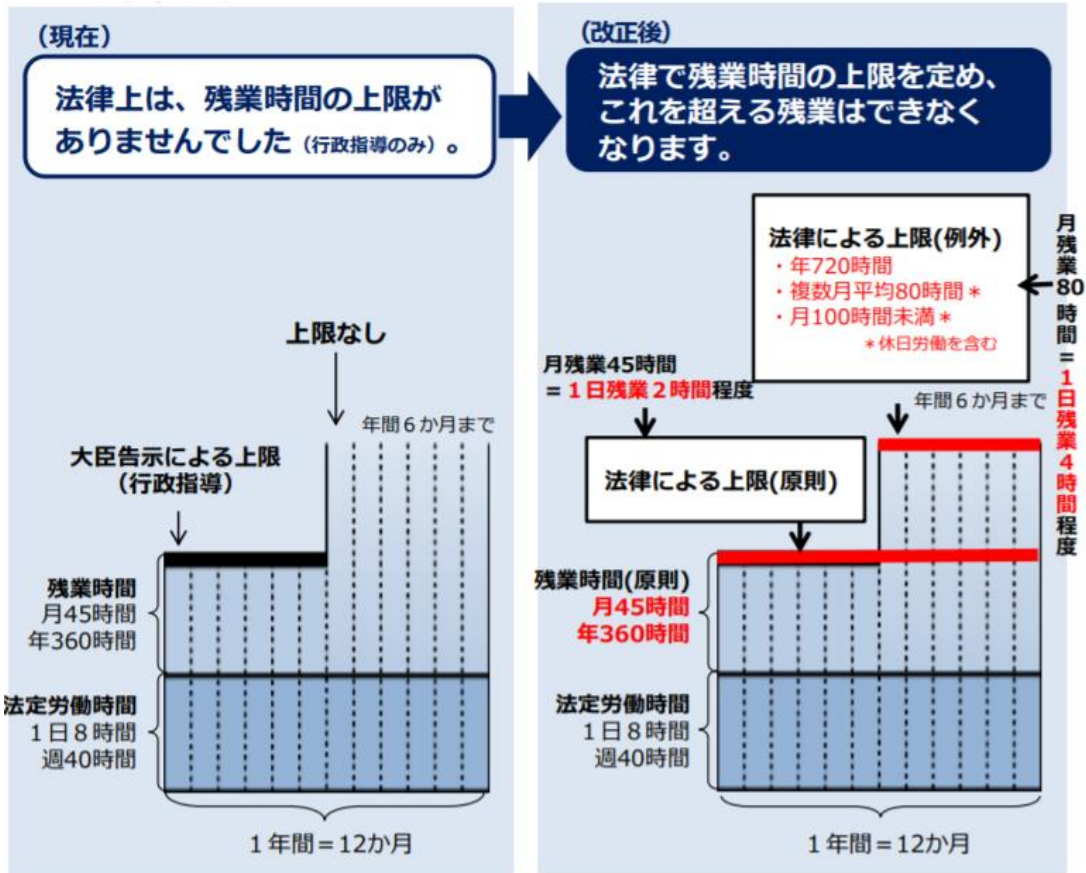 （現在）
法律上は、残業時間の上限が
ありませんでした（行政指導のみ）。
上限なし
年間６か月まで
大臣告示による上限
（行政指導）
残業時間
月45時間
年360時間
法定労働時間
１日８時間
週40時間
１年間＝12か月
（改正後）
法律で残業時間の上限を定め、
これを超える残業はできなく
なります。
法律による上限(例外)
・年720時間
・複数月平均80時間＊
・月100時間未満＊
＊休日労働を含む
月残業80時間＝１日残業４時間程度
月残業45時間
＝１日残業２時間程度
年間６か月まで
法律による上限(原則)
残業時間(原則)
月45時間
年360時間
法定労働時間
１日８時間
週40時間
１年間＝12か月